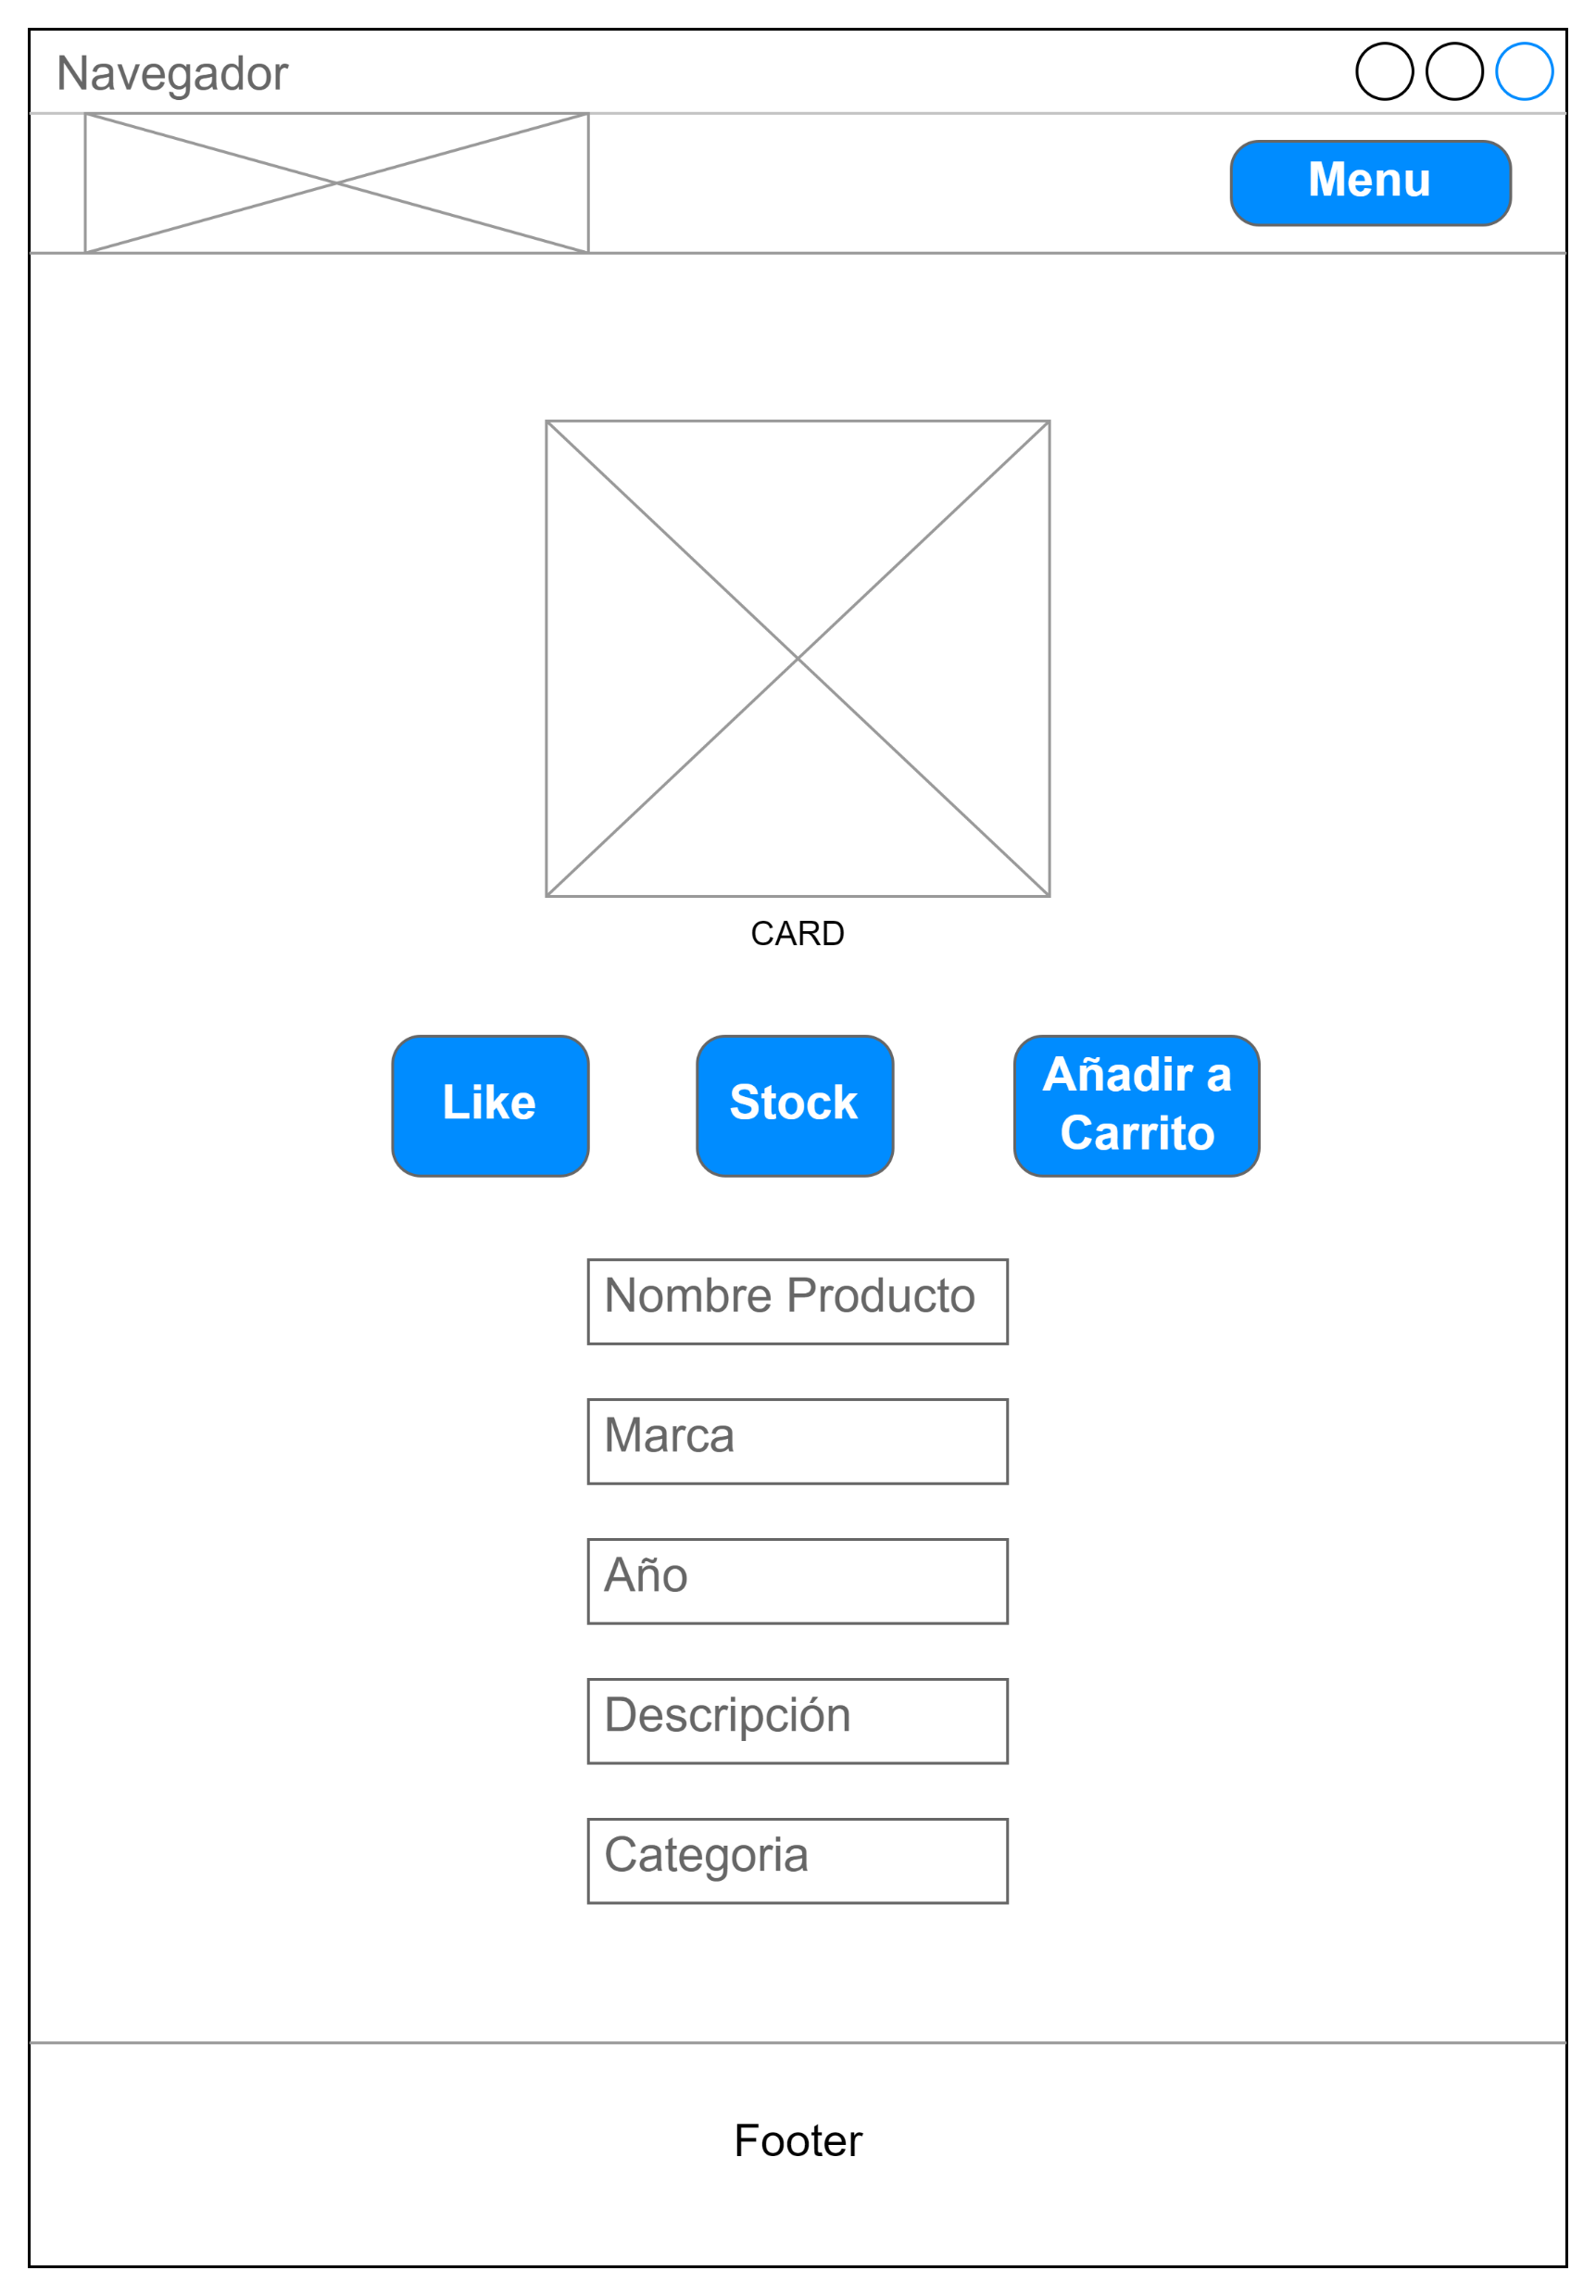 Navegador
Menu
CARD
Like
Stock
Añadir a
Carrito
Nombre Producto
Marca
Año
Descripción
Categoria
Footer